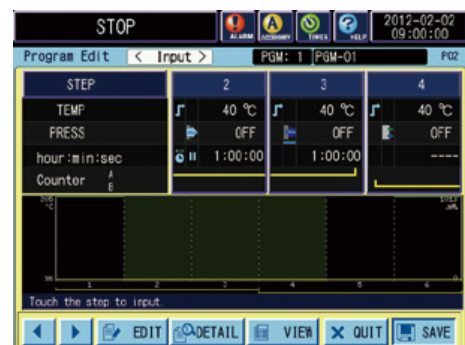 STOP ALARM ACCESSORY TIMER HELP 2012-02-02
09:00:00
Program Edit < Input > PGM: 1 PGM-01 P02
STEP 2 3 4
TEMP 40 ℃ 40 ℃ 40 ℃
PRESS OFF OFF OFF
hour:min:sec 1:00:00 1:00:00 ----
Counter A
B
205 1013
℃
1 2 3 4 5 6
Touch the step to input.
EDIT DETAIL VIEW QUIT SAVE